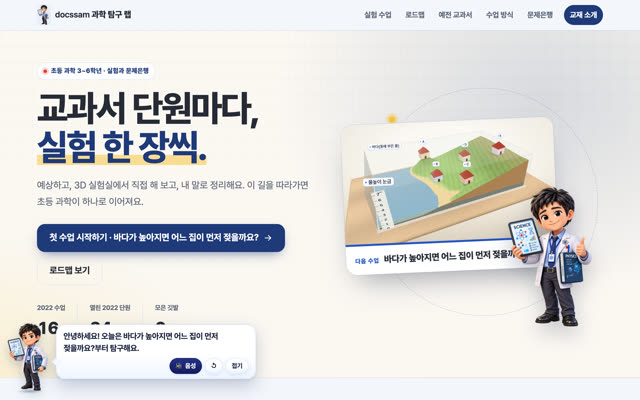 docssam 과학 탐구 랩
실험 수업 로드맵 예전 교과서 수업 방식 문제은행 교재 소개
초등 과학 3–6학년 · 실험과 문제은행
교과서 단원마다,
실험 한 장씩.
예상하고, 3D 실험실에서 직접 해 보고, 내 말로 정리해요. 이 길을 따라가면
초등 과학이 하나로 이어져요.
첫 수업 시작하기 · 바다가 높아지면 어느 집이 먼저 젖을까요? →
로드맵 보기
물높이 눈금
SCIENCE
다음 수업 바다가 높아지면 어느 집이 먼저 젖을까요?
2022 수업 열린 2022 단원 모은 깃발
안녕하세요! 오늘은 바다가 높아지면 어느 집이 먼저
젖을까요?부터 탐구해요.
음성 접기